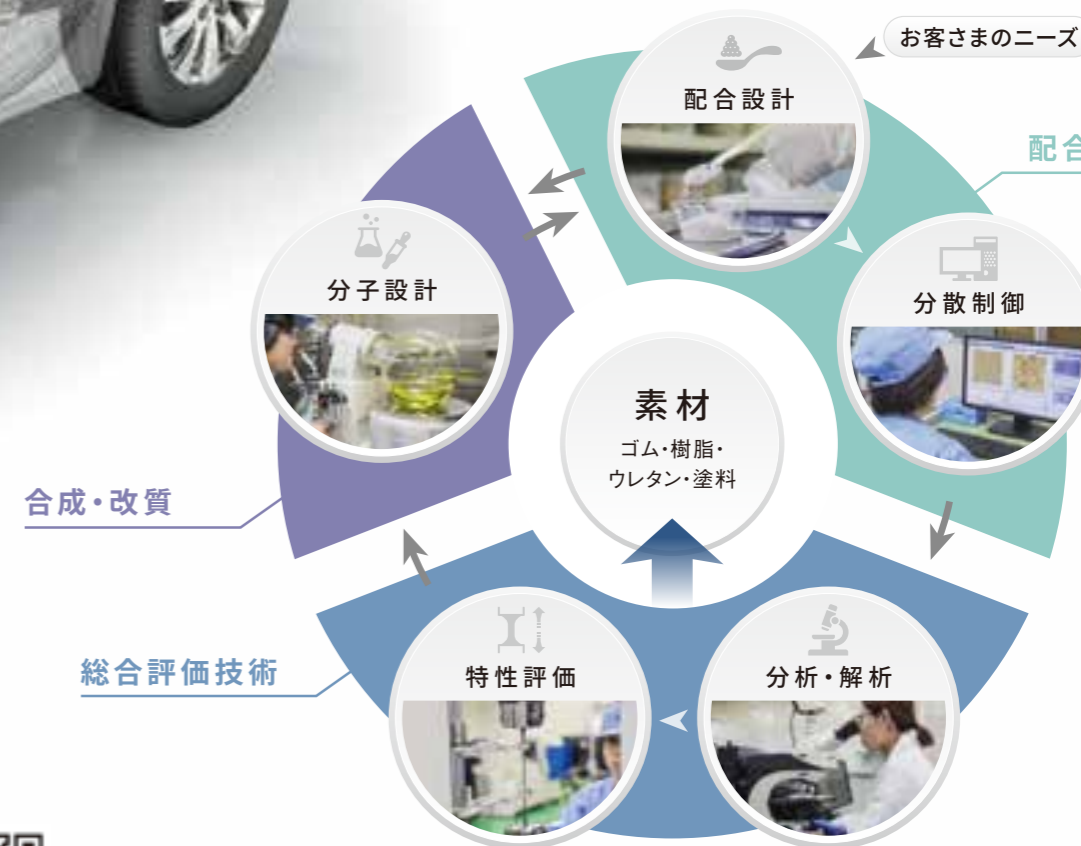 お客さまのニーズ
配合設計
配合
分子設計
分散制御
素材
ゴム・樹脂・
ウレタン・塗料
合成・改質
総合評価技術
特性評価
分析・解析